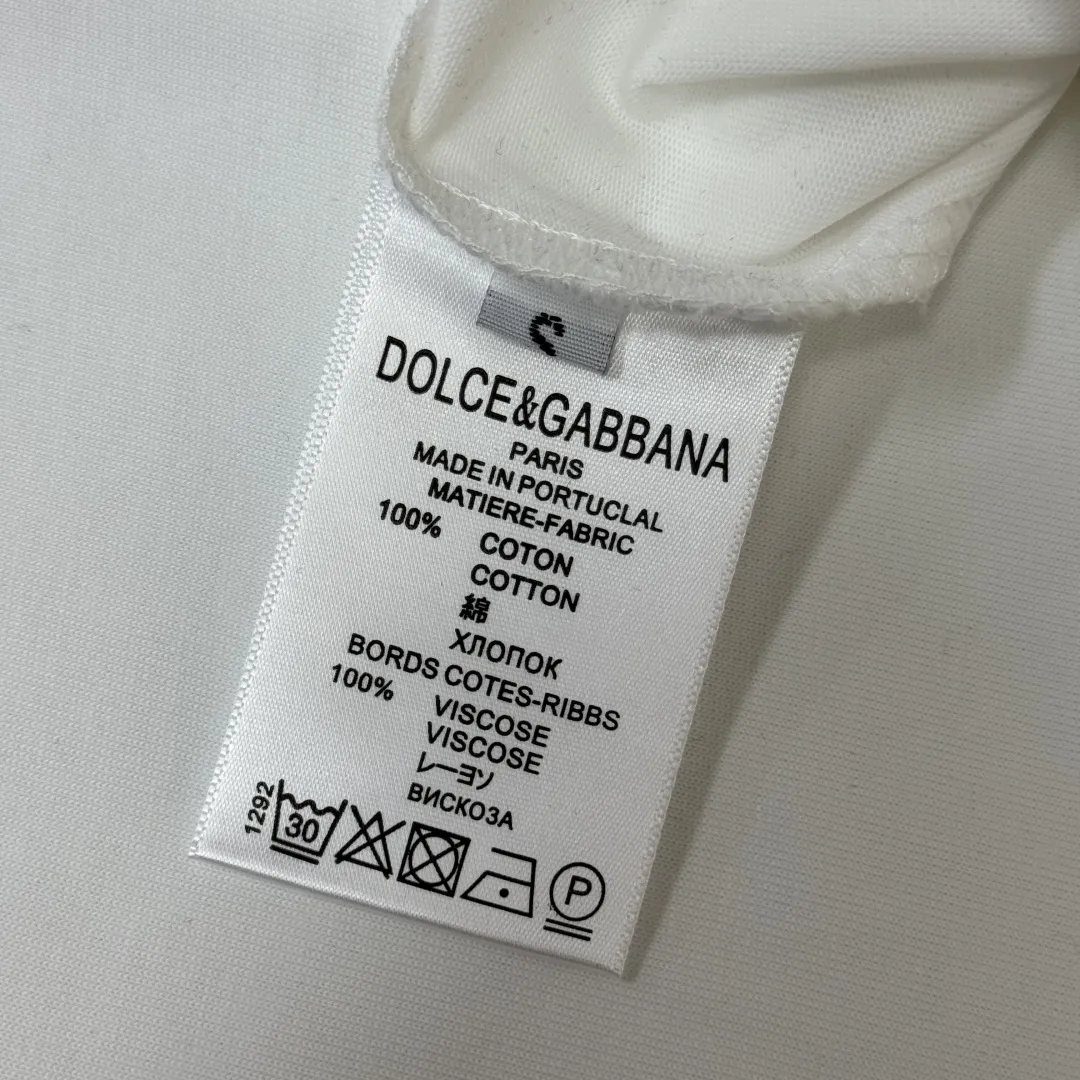 DOLCE&GABBANA
PARIS
MADE IN PORTUCLAL
MATIERE-FABRIC
100% COTON
COTTON
綿
ХЛОПОК
BORDS COTES-RIBBS
100% VISCOSE
VISCOSE
レーヨソ
ВИСКОЗА
1292
30
P